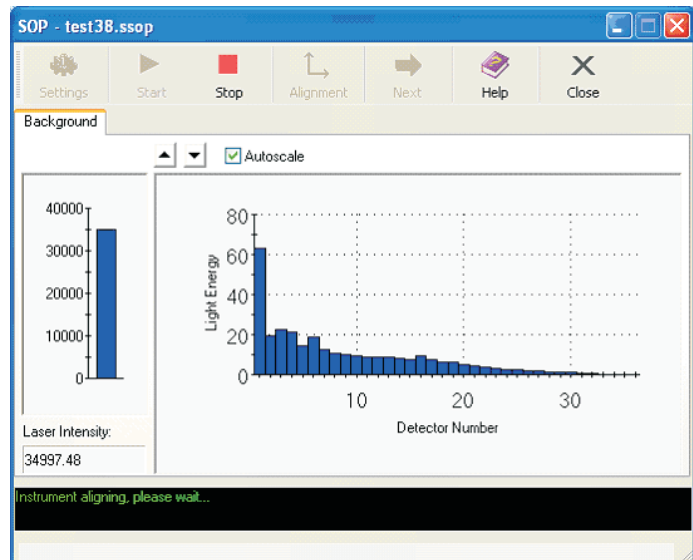 SOP - test38.ssop
Settings Start Stop Alignment Next Help Close
Background
Autoscale
40000
30000
20000
10000
0
Laser Intensity:
34997.48
Light Energy
80
60
40
20
0
10 20 30
Detector Number
Instrument aligning, please wait...